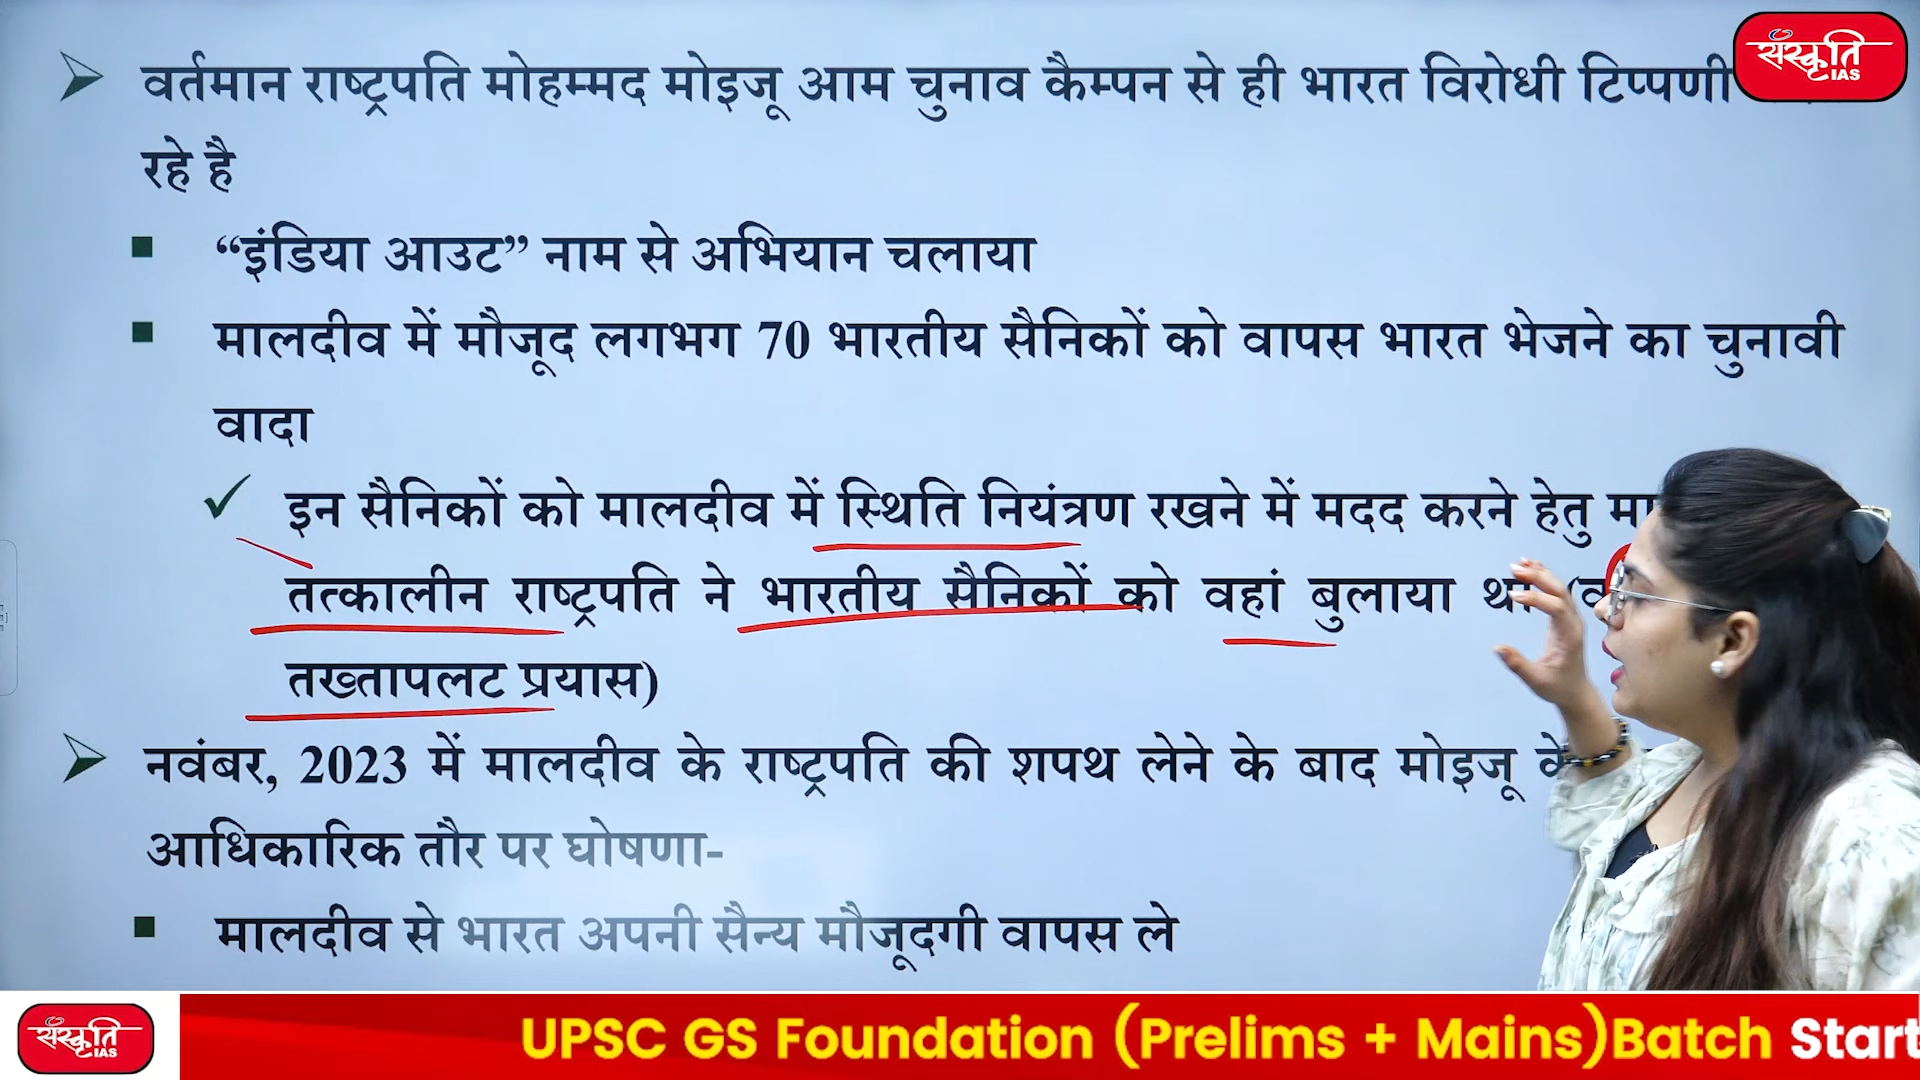 वर्तमान राष्ट्रपति मोहम्मद मोइजू आम चुनाव कैम्पन से ही भारत विरोधी टिप्पणी
संस्कृति
IAS
रहे है
“इंडिया आउट” नाम से अभियान चलाया
मालदीव में मौजूद लगभग 70 भारतीय सैनिकों को वापस भारत भेजने का चुनावी
वादा
इन सैनिकों को मालदीव में स्थिति नियंत्रण रखने में मदद करने हेतु
तत्कालीन राष्ट्रपति ने भारतीय सैनिकों को वहां बुलाया था
तख्तापलट प्रयास)
नवंबर, 2023 में मालदीव के राष्ट्रपति की शपथ लेने के बाद मोइजू
आधिकारिक तौर पर घोषणा-
मालदीव से भारत अपनी सैन्य मौजूदगी वापस ले
संस्कृति
IAS
UPSC GS Foundation (Prelims + Mains)Batch Start